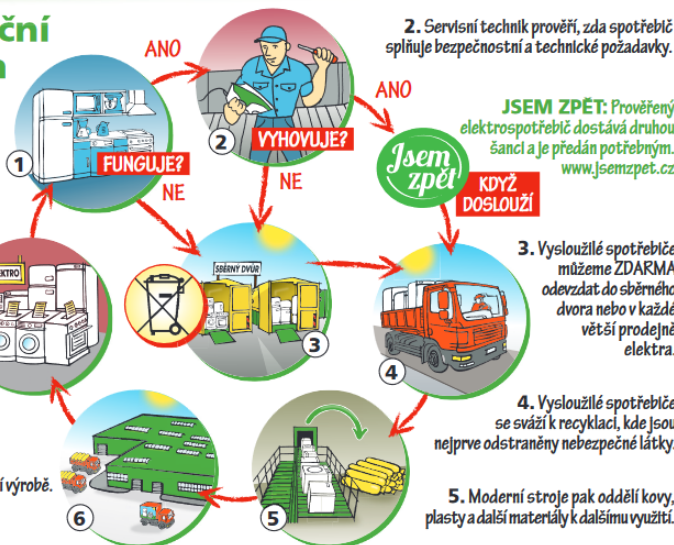 ční
ANO
2. Servisní technik prověří, zda spotřebič
splňuje bezpečnostní a technické požadavky.
ANO
JSEM ZPĚT: Prověřený
elektrospotřebič dostává druhou
šanci a je předán potřebným.
www.jsemzpet.cz
1
FUNGUJE?
2
VYHOVUJE?
Jsem
zpět
KDYŽ
DOSLOUŽÍ
NE
NE
EKTRO
SBĚRNÝ DVŮR
3
4
3. Vysloužilé spotřebiče
můžeme ZDARMA
odevzdat do sběrného
dvora nebo v každé
větší prodejně
elektra.
4. Vysloužilé spotřebiče
se sváží k recyklaci, kde jsou
nejprve odstraněny nebezpečné látky.
í výrobě.
6
5
5. Moderní stroje pak oddělí kovy,
plasty a další materiály k dalšímu využití.